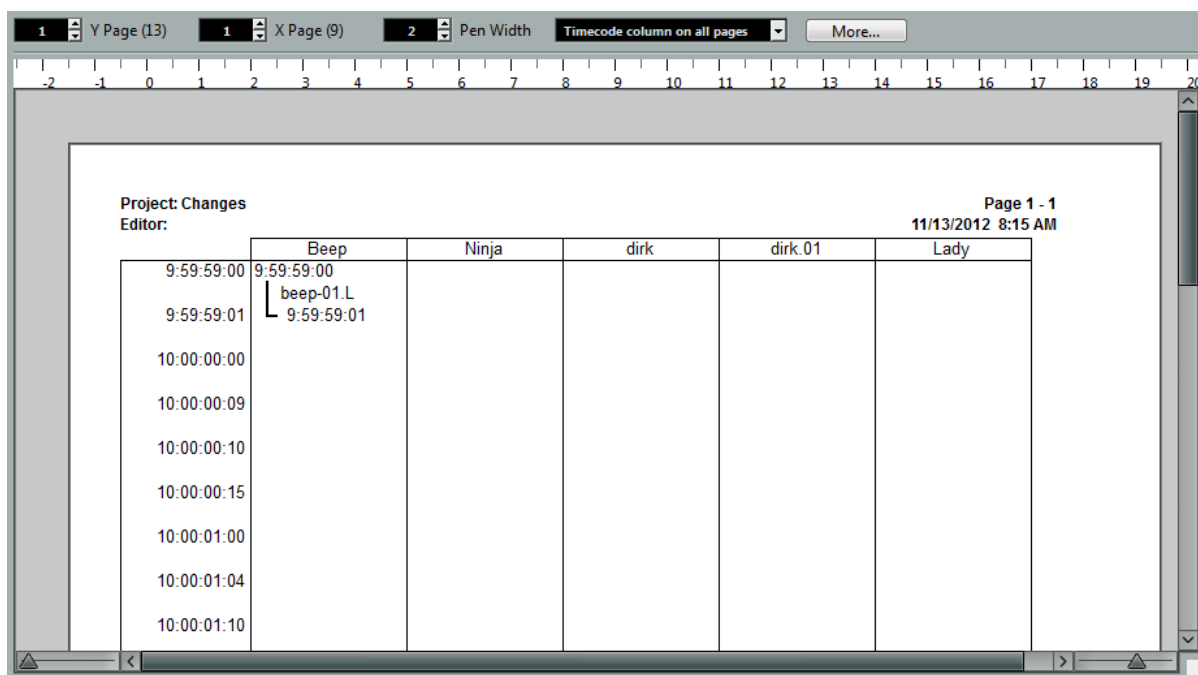 1 Y Page (13) 1 X Page (9) 2 Pen Width Timecode column on all pages More...
-2 -1 0 1 2 3 4 5 6 7 8 9 10 11 12 13 14 15 16 17 18 19 20
Project: Changes Page 1 - 1
Editor: 11/13/2012 8:15 AM
Beep Ninja dirk dirk.01 Lady
9:59:59:00 9:59:59:00
beep-01.L
9:59:59:01 9:59:59:01
10:00:00:00
10:00:00:09
10:00:00:10
10:00:00:15
10:00:01:00
10:00:01:04
10:00:01:10